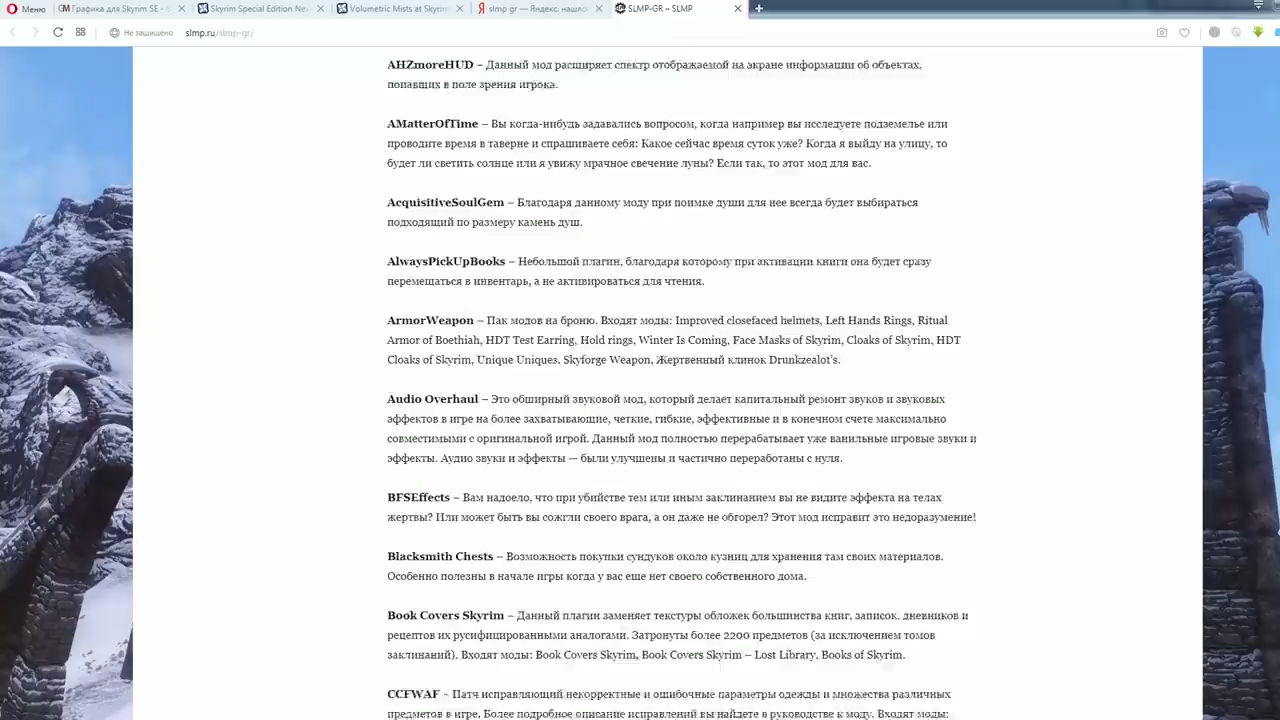 Меню
Графика для Skyrim SE -
Skyrim Special Edition Ne
Volumetric Mists at Skyrim
slmp gr — Яндекс: нашло
SLMP-GR – SLMP
Не защищено slmp.ru/slmp-gr/
AHZmoreHUD – Данный мод расширяет спектр отображаемой на экране информации об объектах,
попавших в поле зрения игрока.
AMatterOfTime – Вы когда-нибудь задавались вопросом, когда например вы исследуете подземелье или
проводите время в таверне и спрашиваете себя: Какое сейчас время суток уже? Когда я выйду на улицу, то
будет ли светить солнце или я увижу мрачное свечение луны? Если так, то этот мод для вас.
AcquisitiveSoulGem – Благодаря данному моду при поимке души для нее всегда будет выбираться
подходящий по размеру камень душ.
AlwaysPickUpBooks – Небольшой плагин, благодаря которому при активации книги она будет сразу
перемещаться в инвентарь, а не активироваться для чтения.
ArmorWeapon – Пак модов на броню. Входят моды: Improved closefaced helmets, Left Hands Rings, Ritual
Armor of Boethiah, HDT Test Earring, Hold rings, Winter Is Coming, Face Masks of Skyrim, Cloaks of Skyrim, HDT
Cloaks of Skyrim, Unique Uniques. Skyforge Weapon, Жертвенный клинок Drunkzealot's.
Audio Overhaul – Это обширный звуковой мод, который делает капитальный ремонт звуков и звуковых
эффектов в игре на более захватывающие, четкие, гибкие, эффективные и в конечном счете максимально
совместимыми с оригинальной игрой. Данный мод полностью перерабатывает уже ванильные игровые звуки и
эффекты. Аудио звуки и эффекты — были улучшены и частично переработаны с нуля.
BFSEffects – Вам надоело, что при убийстве тем или иным заклинанием вы не видите эффекта на телах
жертвы? Или может быть вы сожгли своего врага, а он даже не обгорел? Этот мод исправит это недоразумение!
Blacksmith Chests – Возможность покупки сундуков около кузниц для хранения там своих материалов.
Особенно полезны в начале игры когда у вас еще нет своего собственного дома.
Book Covers Skyrim – Данный плагин заменяет текстуры обложек большинства книг, записок, дневников и
рецептов их русифицированными аналогами. Затронуты более 2200 предметов (за исключением томов
заклинаний). Входят моды: Book Covers Skyrim, Book Covers Skyrim – Lost Library, Books of Skyrim.
CCFWAF – Патч исправляющий некорректные и ошибочные параметры одежды и множества различных
предметов в игре. Более подробное описание исправлений вы найдете в руководстве к моду. Входят моды: